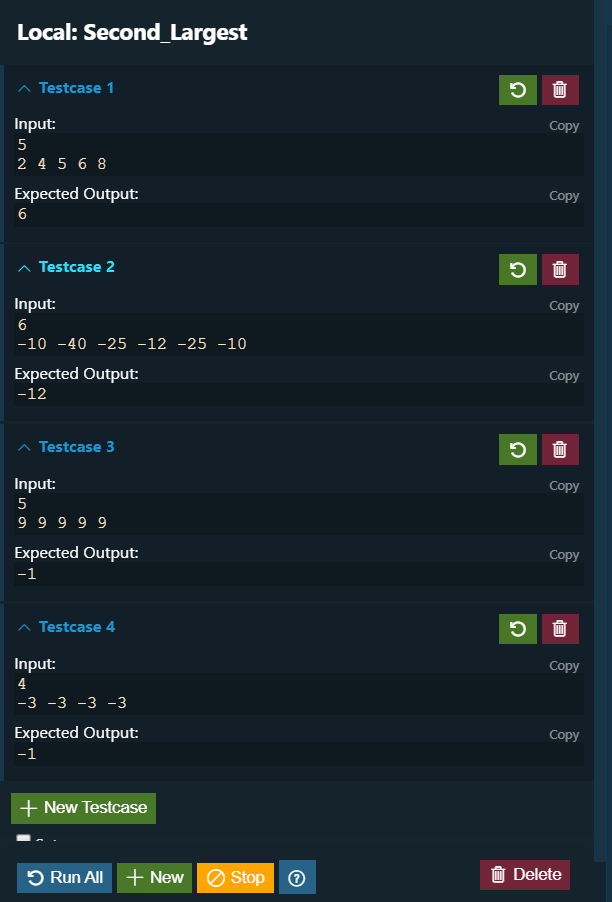 Local: Second_Largest
Testcase 1
Input:
Copy
5
2 4 5 6 8
Expected Output:
Copy
6
Testcase 2
Input:
Copy
6
-10 -40 -25 -12 -25 -10
Expected Output:
Copy
-12
Testcase 3
Input:
Copy
5
9 9 9 9 9
Expected Output:
Copy
-1
Testcase 4
Input:
Copy
4
-3 -3 -3 -3
Expected Output:
Copy
-1
+ New Testcase
Run All + New Stop ? Delete